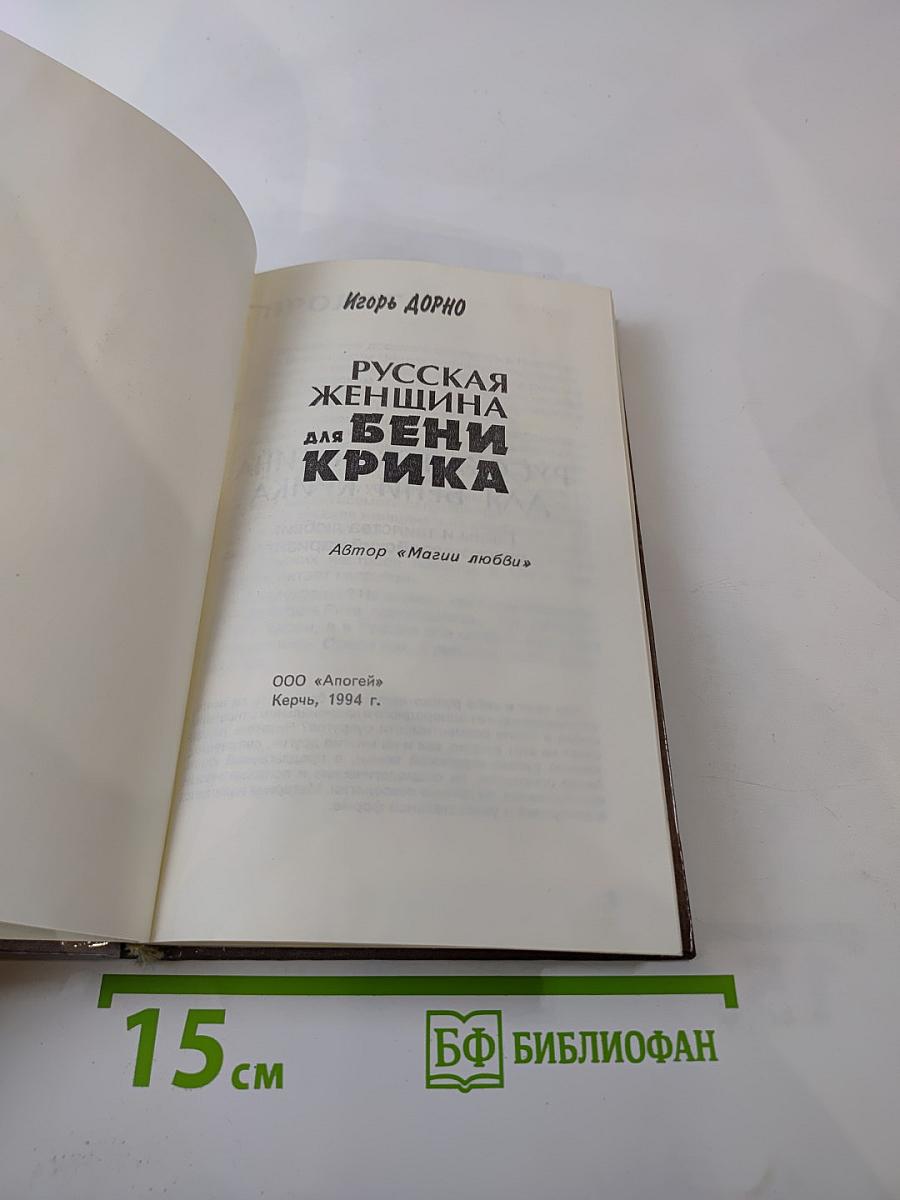 Игорь ДОРНО
РУССКАЯ
ЖЕНЩИНА
для БЕНИ
КРИКА
Автор «Магии любви»
ООО «Апогей»
Керчь, 1994 г.
15 см
БФ БИБЛИОФАН